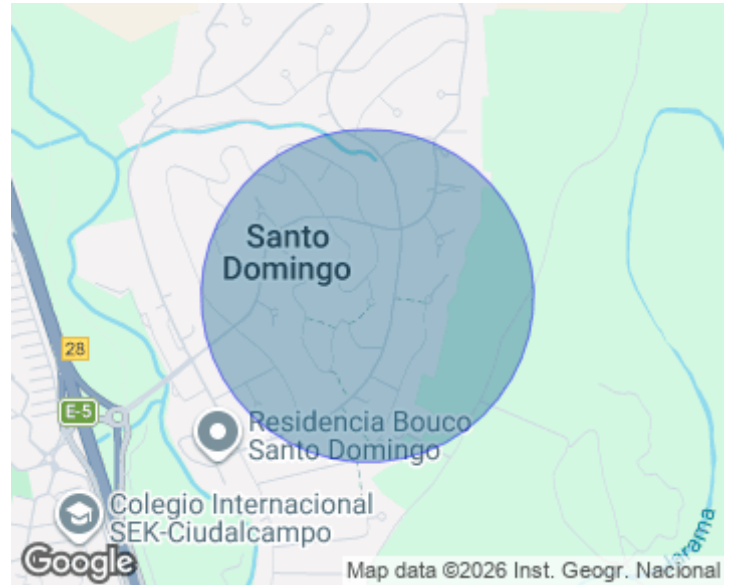 Santo
Domingo
28
E-5
Residencia Bouco
Santo Domingo
Colegio Internacional
SEK-Ciudalcampo
Google
Map data ©2026 Inst. Geogr. Nacional